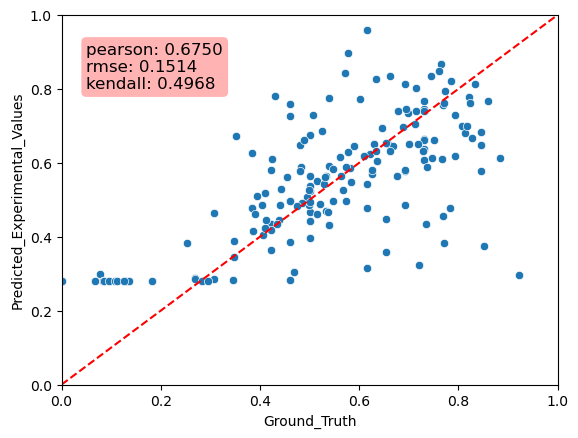 pearson: 0.6750
rmse: 0.1514
kendall: 0.4968
Predicted_Experimental_Values
1.0
0.8
0.6
0.4
0.2
0.0
0.0 0.2 0.4 0.6 0.8 1.0
Ground_Truth